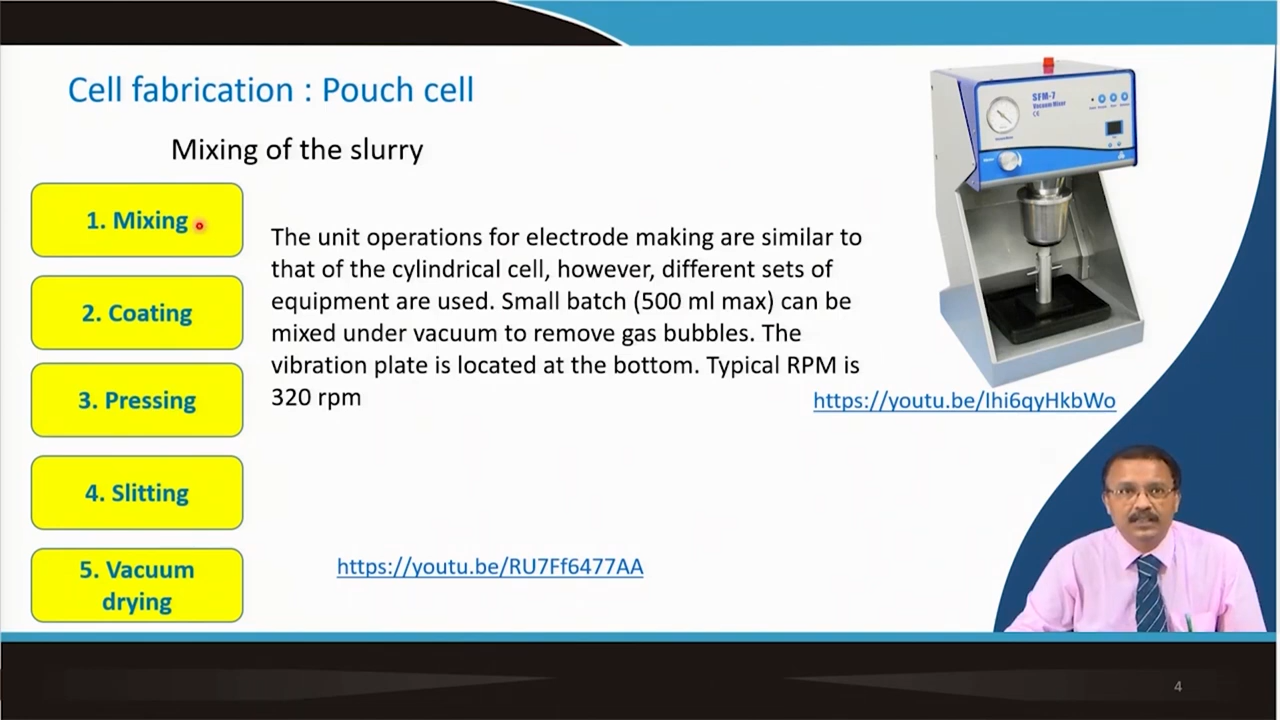 Cell fabrication : Pouch cell
Mixing of the slurry
1. Mixing
2. Coating
3. Pressing
4. Slitting
5. Vacuum
drying
The unit operations for electrode making are similar to
that of the cylindrical cell, however, different sets of
equipment are used. Small batch (500 ml max) can be
mixed under vacuum to remove gas bubbles. The
vibration plate is located at the bottom. Typical RPM is
320 rpm
SFM-7
Vacuum Mixer
CE
https://youtu.be/Ihi6qyHkbWo
https://youtu.be/RU7Ff6477AA
4